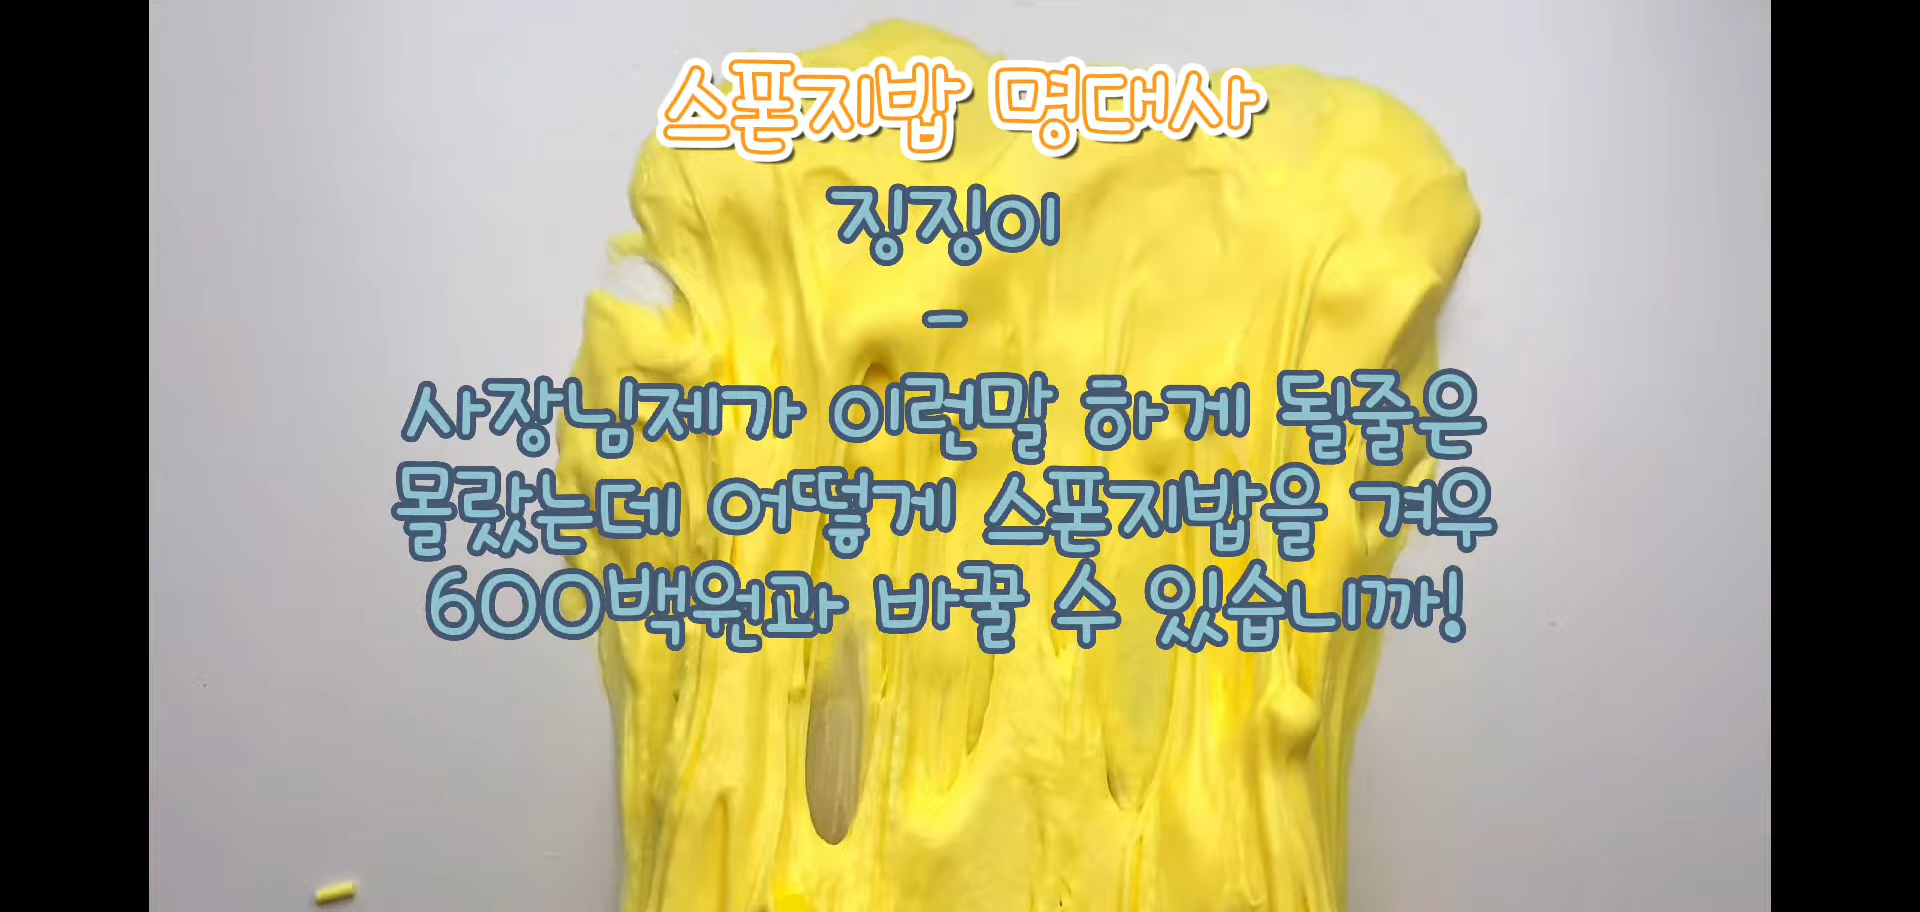 스폰지밥 명대사
징징이
-
사장님제가 이런말 하게 될줄은
몰랐는데 어떻게 스폰지밥을 겨우
600백원과 바꿀 수 있습니까!